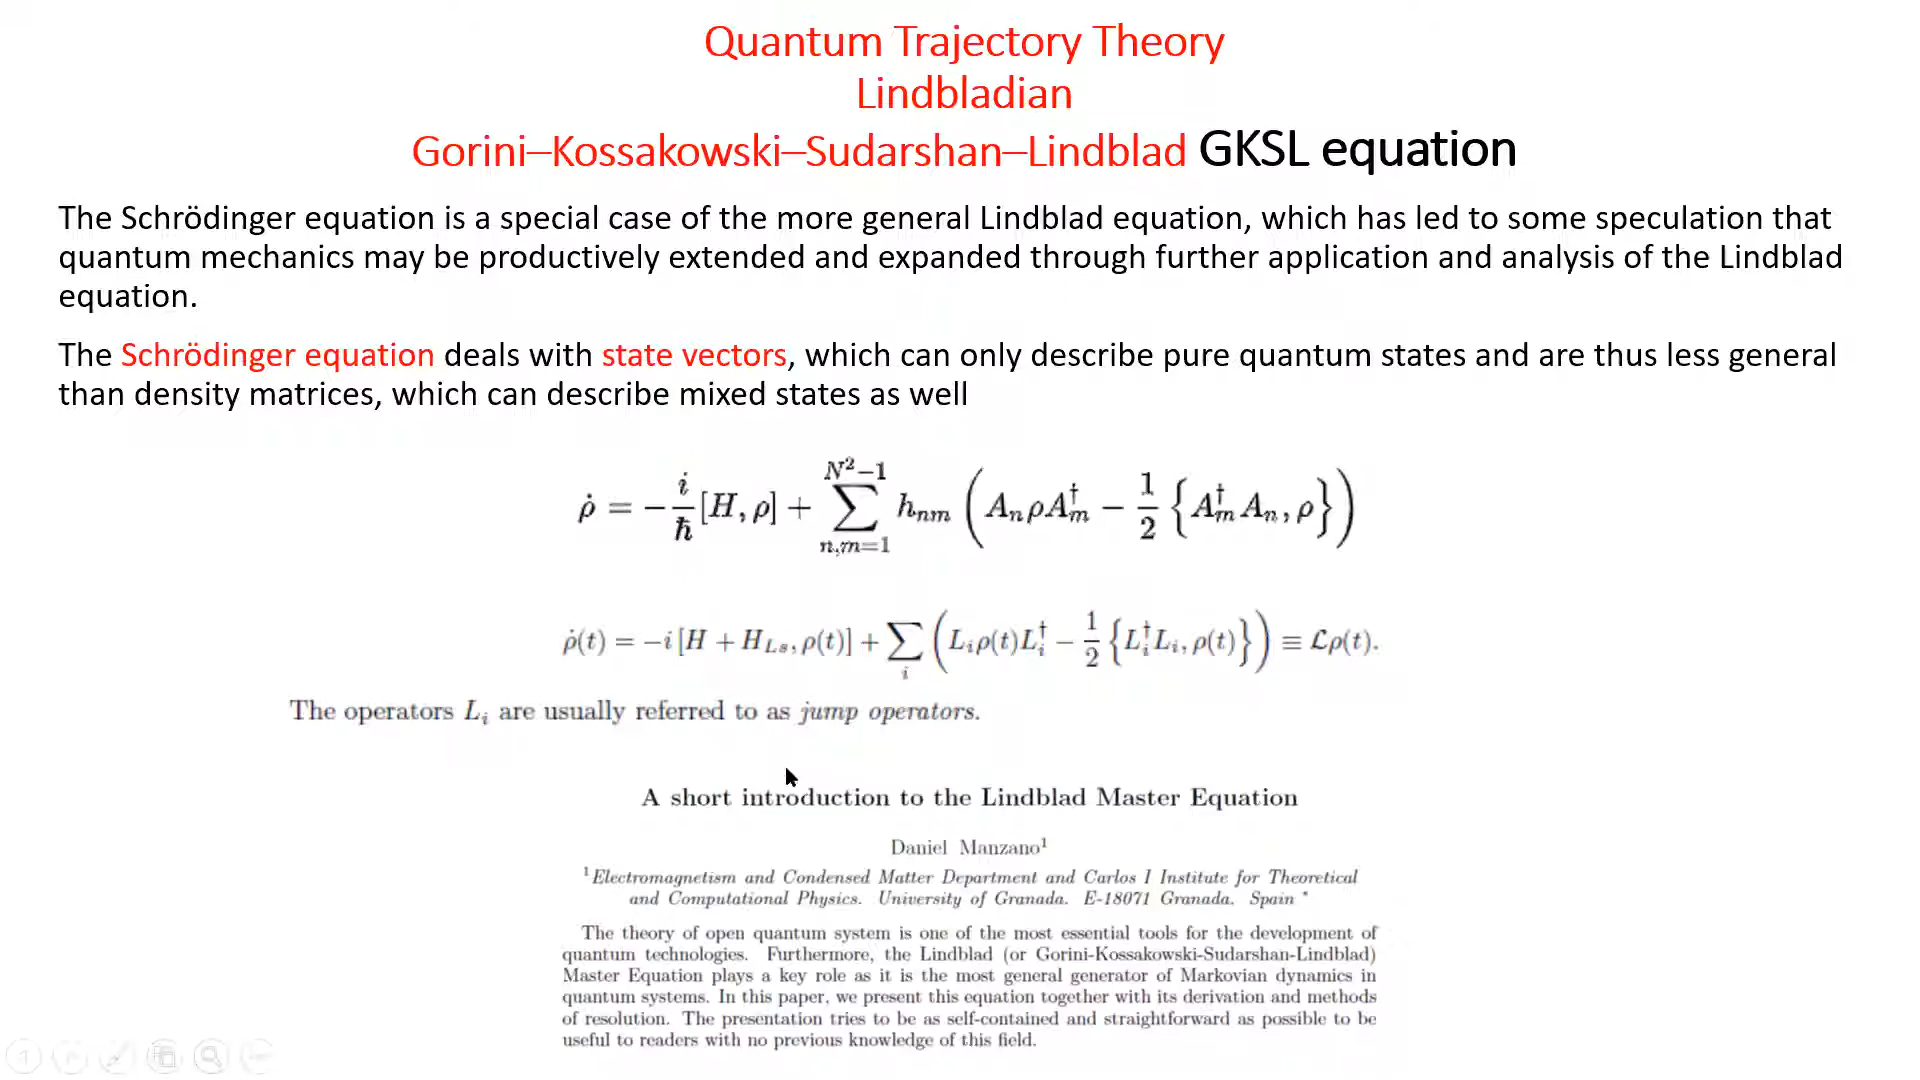 Quantum Trajectory Theory
Lindbladian
Gorini–Kossakowski–Sudarshan–Lindblad GKSL equation
The Schrödinger equation is a special case of the more general Lindblad equation, which has led to some speculation that
quantum mechanics may be productively extended and expanded through further application and analysis of the Lindblad
equation.
The Schrödinger equation deals with state vectors, which can only describe pure quantum states and are thus less general
than density matrices, which can describe mixed states as well
ρ̇ = −i/ħ [H, ρ] + ∑_{n,m=1}^{N²−1} h_{nm} (A_n ρ A_m^† − 1/2 {A_m^† A_n, ρ})
ρ̇(t) = −i [H + H_{Ls}, ρ(t)] + ∑_i (L_i ρ(t) L_i^† − 1/2 {L_i^† L_i, ρ(t)}) ≡ ℒρ(t).
The operators L_i are usually referred to as jump operators.
A short introduction to the Lindblad Master Equation
Daniel Manzano¹
¹Electromagnetism and Condensed Matter Department and Carlos I Institute for Theoretical
and Computational Physics. University of Granada. E-18071 Granada. Spain *
The theory of open quantum system is one of the most essential tools for the development of
quantum technologies. Furthermore, the Lindblad (or Gorini-Kossakowski-Sudarshan-Lindblad)
Master Equation plays a key role as it is the most general generator of Markovian dynamics in
quantum systems. In this paper, we present this equation together with its derivation and methods
of resolution. The presentation tries to be as self-contained and straightforward as possible to be
useful to readers with no previous knowledge of this field.